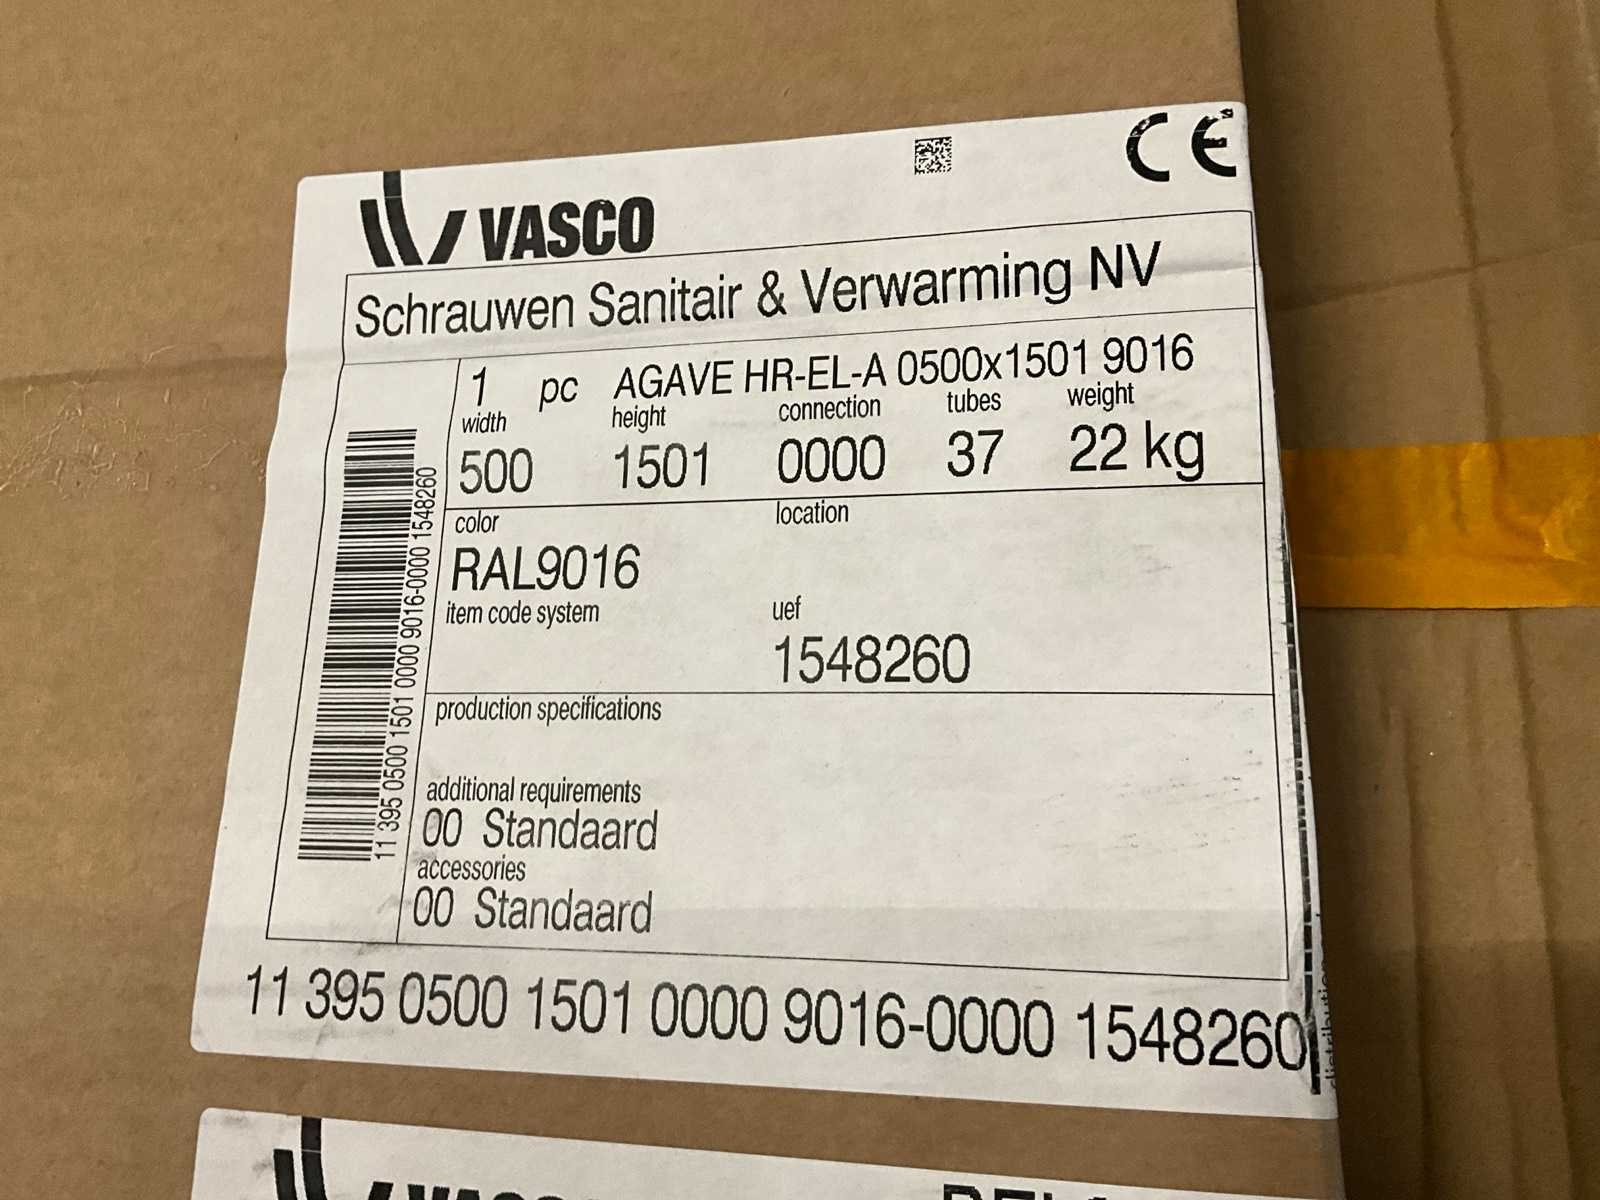 CE
VASCO
Schrauwen Sanitair & Verwarming NV
1 pc AGAVE HR-EL-A 0500x1501 9016
width height connection tubes weight
500 1501 0000 37 22 kg
color location
RAL9016
item code system uef
1548260
production specifications
additional requirements
00 Standaard
accessories
00 Standaard
11 395 0500 1501 0000 9016-0000 1548260
11 395 0500 1501 0000 9016-0000 1548260
VASCO